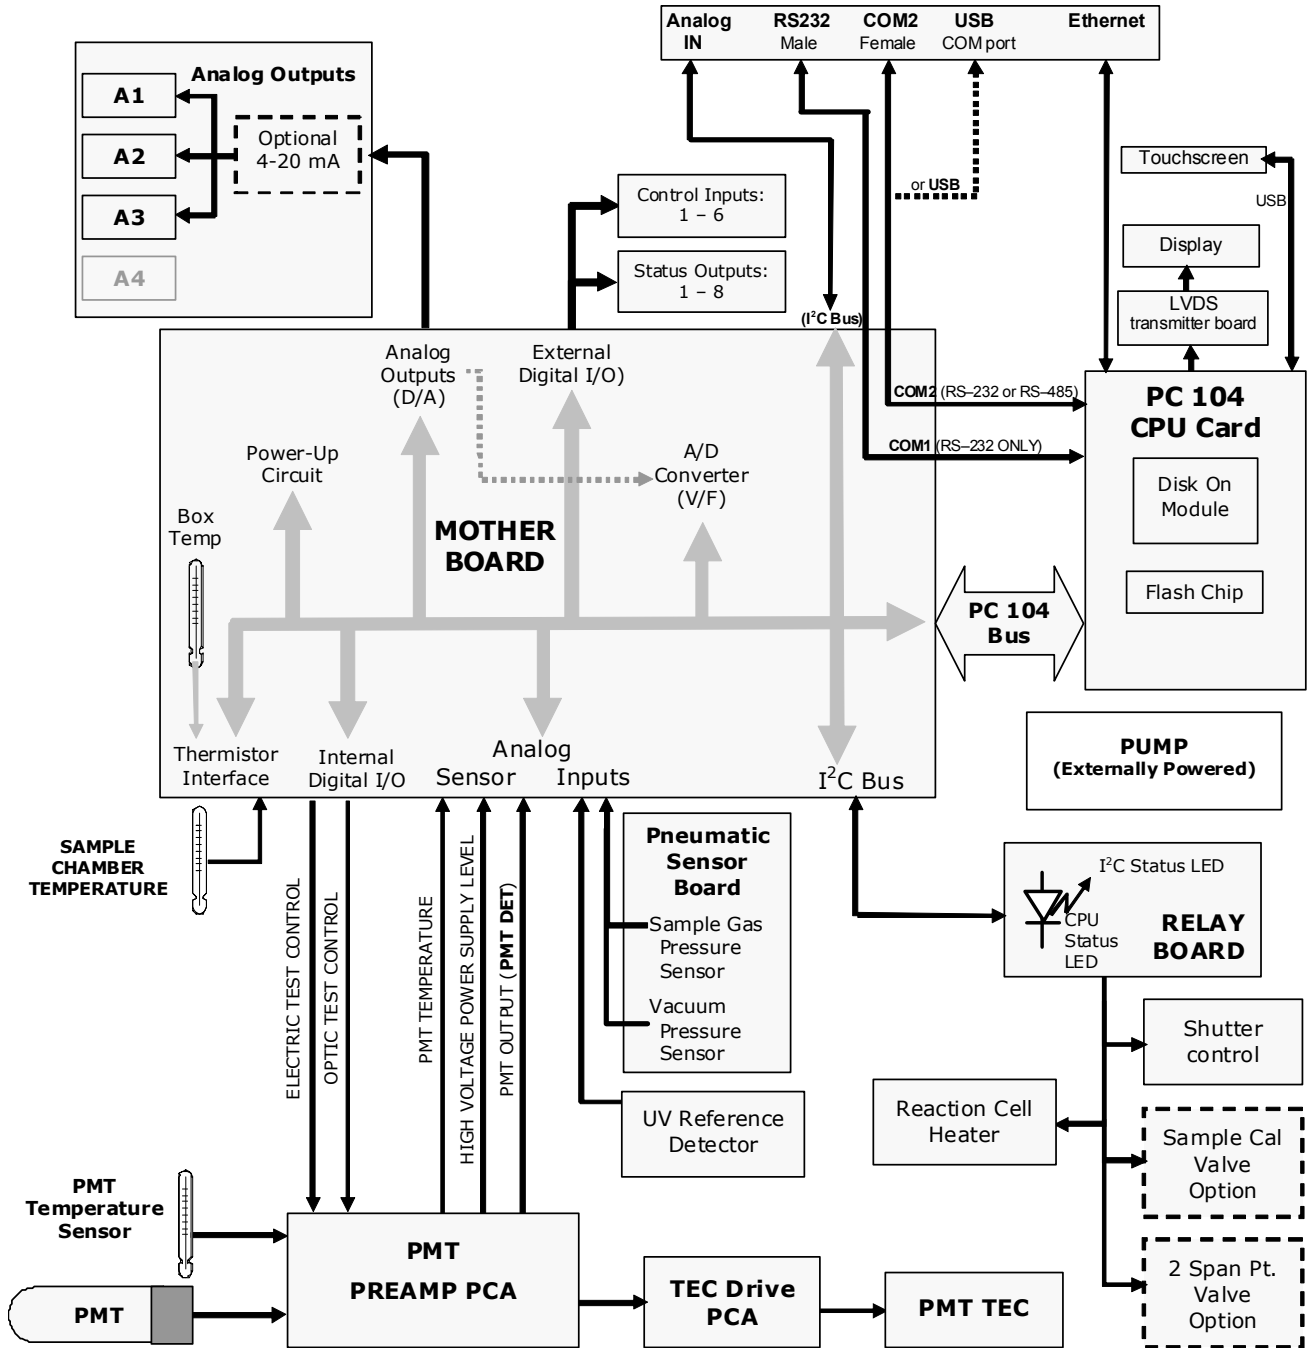 Analog
IN
RS232
Male
COM2
Female
USB
COM port
Ethernet
Analog Outputs
A1
A2
A3
A4
Optional
4-20 mA
Control Inputs:
1 – 6
Status Outputs:
1 – 8
or USB
Touchscreen
USB
Display
LVDS
transmitter board
(I²C Bus)
Analog
Outputs
(D/A)
External
Digital I/O)
COM2 (RS–232 or RS–485)
COM1 (RS–232 ONLY)
PC 104
CPU Card
Disk On
Module
Flash Chip
Power-Up
Circuit
A/D
Converter
(V/F)
Box
Temp
MOTHER
BOARD
PC 104
Bus
Thermistor
Interface
Internal
Digital I/O
Analog
Sensor Inputs
I²C Bus
PUMP
(Externally Powered)
SAMPLE
CHAMBER
TEMPERATURE
ELECTRIC TEST CONTROL
OPTIC TEST CONTROL
PMT TEMPERATURE
HIGH VOLTAGE POWER SUPPLY LEVEL
PMT OUTPUT (PMT DET)
Pneumatic
Sensor
Board
Sample Gas
Pressure
Sensor
Vacuum
Pressure
Sensor
UV Reference
Detector
I²C Status LED
CPU
Status
LED
RELAY
BOARD
Shutter
control
Reaction Cell
Heater
Sample Cal
Valve
Option
2 Span Pt.
Valve
Option
PMT
Temperature
Sensor
PMT
PMT
PREAMP PCA
TEC Drive
PCA
PMT TEC